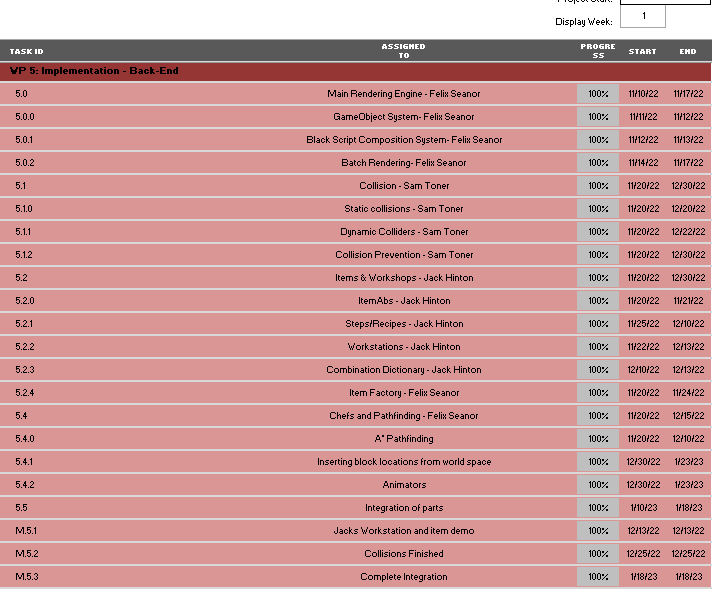 Project Start:
Display Week: 1
TASK ID ASSIGNED TO PROGRESS START END
WP 5: Implementation - Back-End
5.0 Main Rendering Engine - Felix Seanor 100% 11/10/22 11/17/22
5.0.0 GameObject System- Felix Seanor 100% 11/11/22 11/12/22
5.0.1 Black Script Composition System- Felix Seanor 100% 11/12/22 11/13/22
5.0.2 Batch Rendering- Felix Seanor 100% 11/14/22 11/17/22
5.1 Collision - Sam Toner 100% 11/20/22 12/30/22
5.1.0 Static collisions - Sam Toner 100% 11/20/22 12/20/22
5.1.1 Dynamic Colliders - Sam Toner 100% 11/20/22 12/22/22
5.1.2 Collision Prevention - Sam Toner 100% 11/20/22 12/30/22
5.2 Items & Workshops - Jack Hinton 100% 11/20/22 12/30/22
5.2.0 ItemAbs - Jack Hinton 100% 11/20/22 11/21/22
5.2.1 Steps/Recipes - Jack Hinton 100% 11/25/22 12/10/22
5.2.2 Workstations - Jack Hinton 100% 11/22/22 12/13/22
5.2.3 Combination Dictionary - Jack Hinton 100% 12/10/22 12/13/22
5.2.4 Item Factory - Felix Seanor 100% 11/20/22 11/24/22
5.4 Chefs and Pathfinding - Felix Seanor 100% 11/20/22 12/15/22
5.4.0 A* Pathfinding 100% 11/20/22 12/10/22
5.4.1 Inserting block locations from world space 100% 12/30/22 1/23/23
5.4.2 Animators 100% 12/30/22 1/23/23
5.5 Integration of parts 100% 1/10/23 1/18/23
M.5.1 Jacks Workstation and item demo 100% 12/13/22 12/13/22
M.5.2 Collisions Finished 100% 12/25/22 12/25/22
M.5.3 Complete Integration 100% 1/18/23 1/18/23